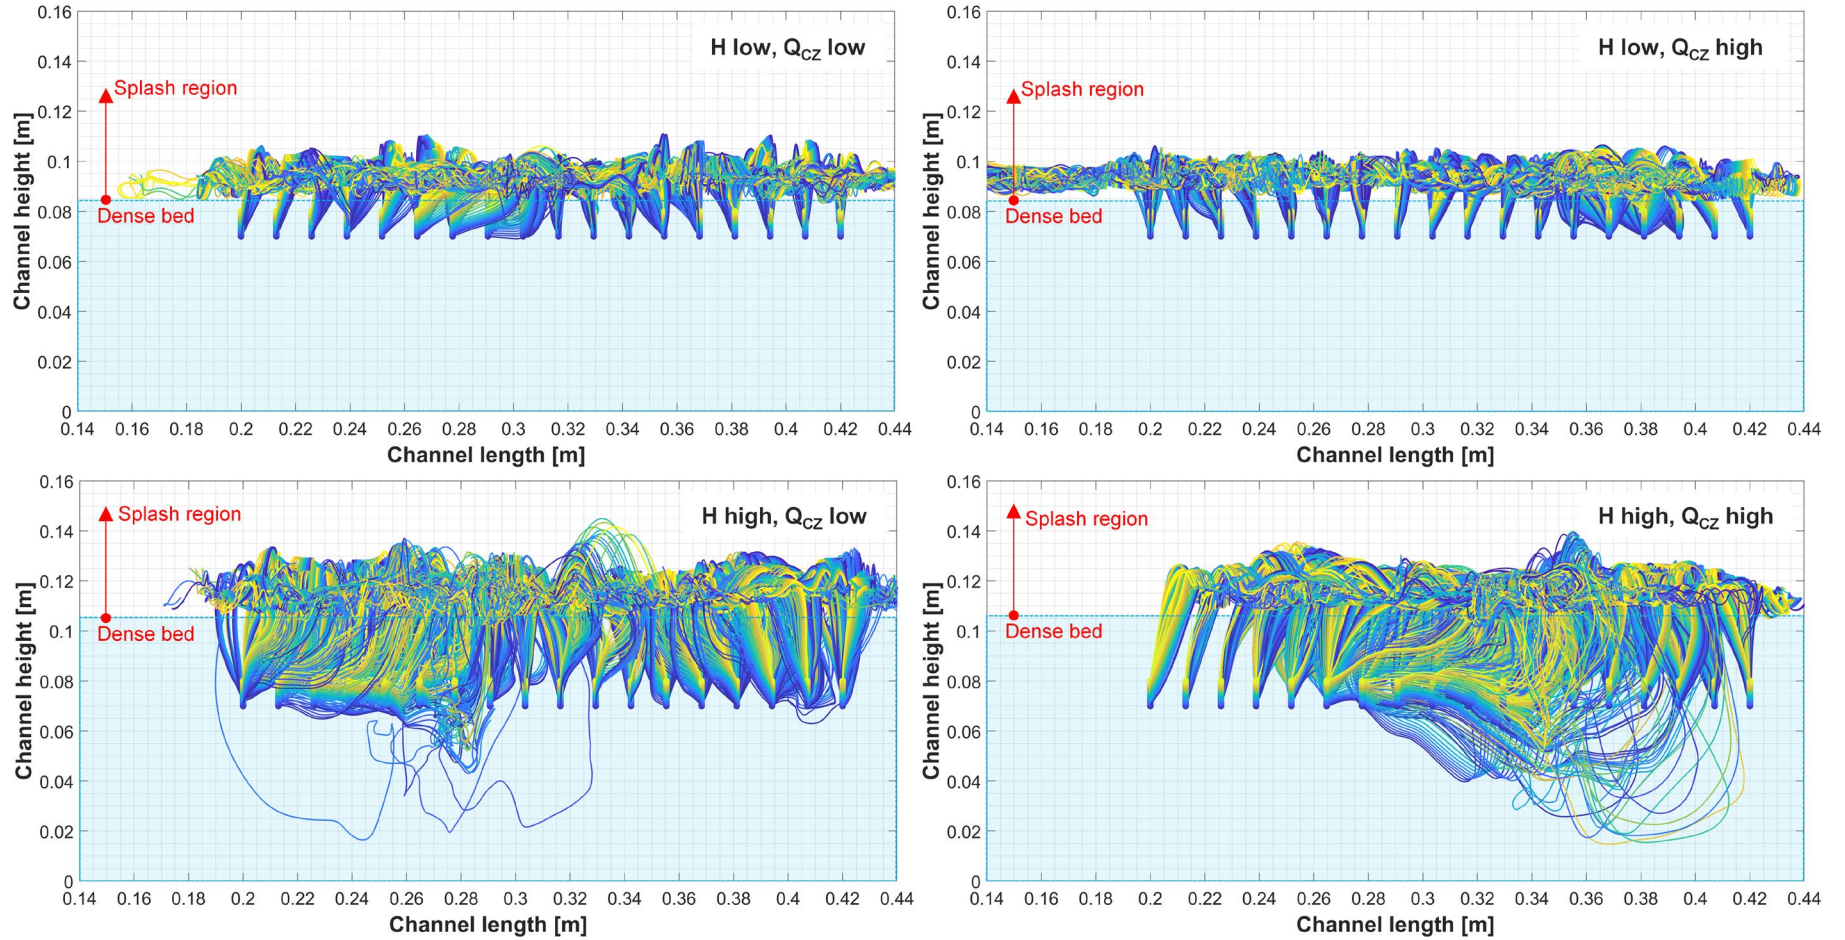 H low, Q_CZ low
Splash region
Dense bed
Channel height [m]
0.16
0.14
0.12
0.1
0.08
0.06
0.04
0.02
0
0.14 0.16 0.18 0.2 0.22 0.24 0.26 0.28 0.3 0.32 0.34 0.36 0.38 0.4 0.42 0.44
Channel length [m]
H low, Q_CZ high
Splash region
Dense bed
Channel height [m]
0.16
0.14
0.12
0.1
0.08
0.06
0.04
0.02
0
0.14 0.16 0.18 0.2 0.22 0.24 0.26 0.28 0.3 0.32 0.34 0.36 0.38 0.4 0.42 0.44
Channel length [m]
H high, Q_CZ low
Splash region
Dense bed
Channel height [m]
0.16
0.14
0.12
0.1
0.08
0.06
0.04
0.02
0
0.14 0.16 0.18 0.2 0.22 0.24 0.26 0.28 0.3 0.32 0.34 0.36 0.38 0.4 0.42 0.44
Channel length [m]
H high, Q_CZ high
Splash region
Dense bed
Channel height [m]
0.16
0.14
0.12
0.1
0.08
0.06
0.04
0.02
0
0.14 0.16 0.18 0.2 0.22 0.24 0.26 0.28 0.3 0.32 0.34 0.36 0.38 0.4 0.42 0.44
Channel length [m]